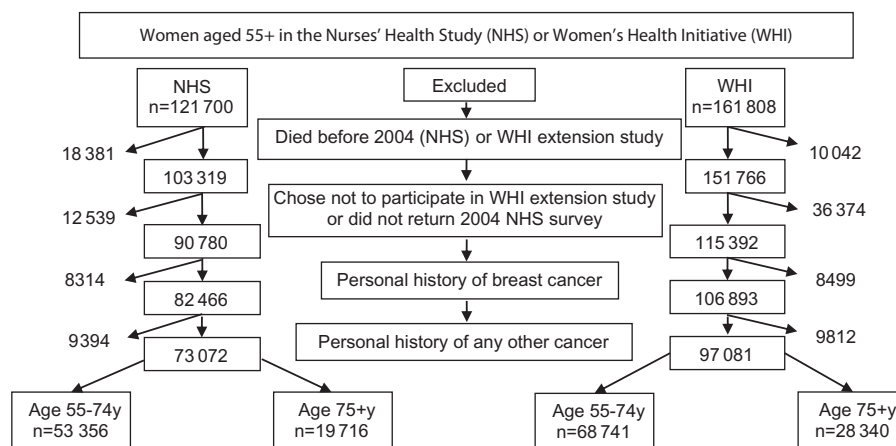 Women aged 55+ in the Nurses’ Health Study (NHS) or Women’s Health Initiative (WHI)
NHS
n=121 700
Excluded
WHI
n=161 808
Died before 2004 (NHS) or WHI extension study
18 381
10 042
103 319
151 766
Chose not to participate in WHI extension study
or did not return 2004 NHS survey
12 539
36 374
90 780
115 392
Personal history of breast cancer
8314
8499
82 466
106 893
Personal history of any other cancer
9394
9812
73 072
97 081
Age 55-74y
n=53 356
Age 75+y
n=19 716
Age 55-74y
n=68 741
Age 75+y
n=28 340